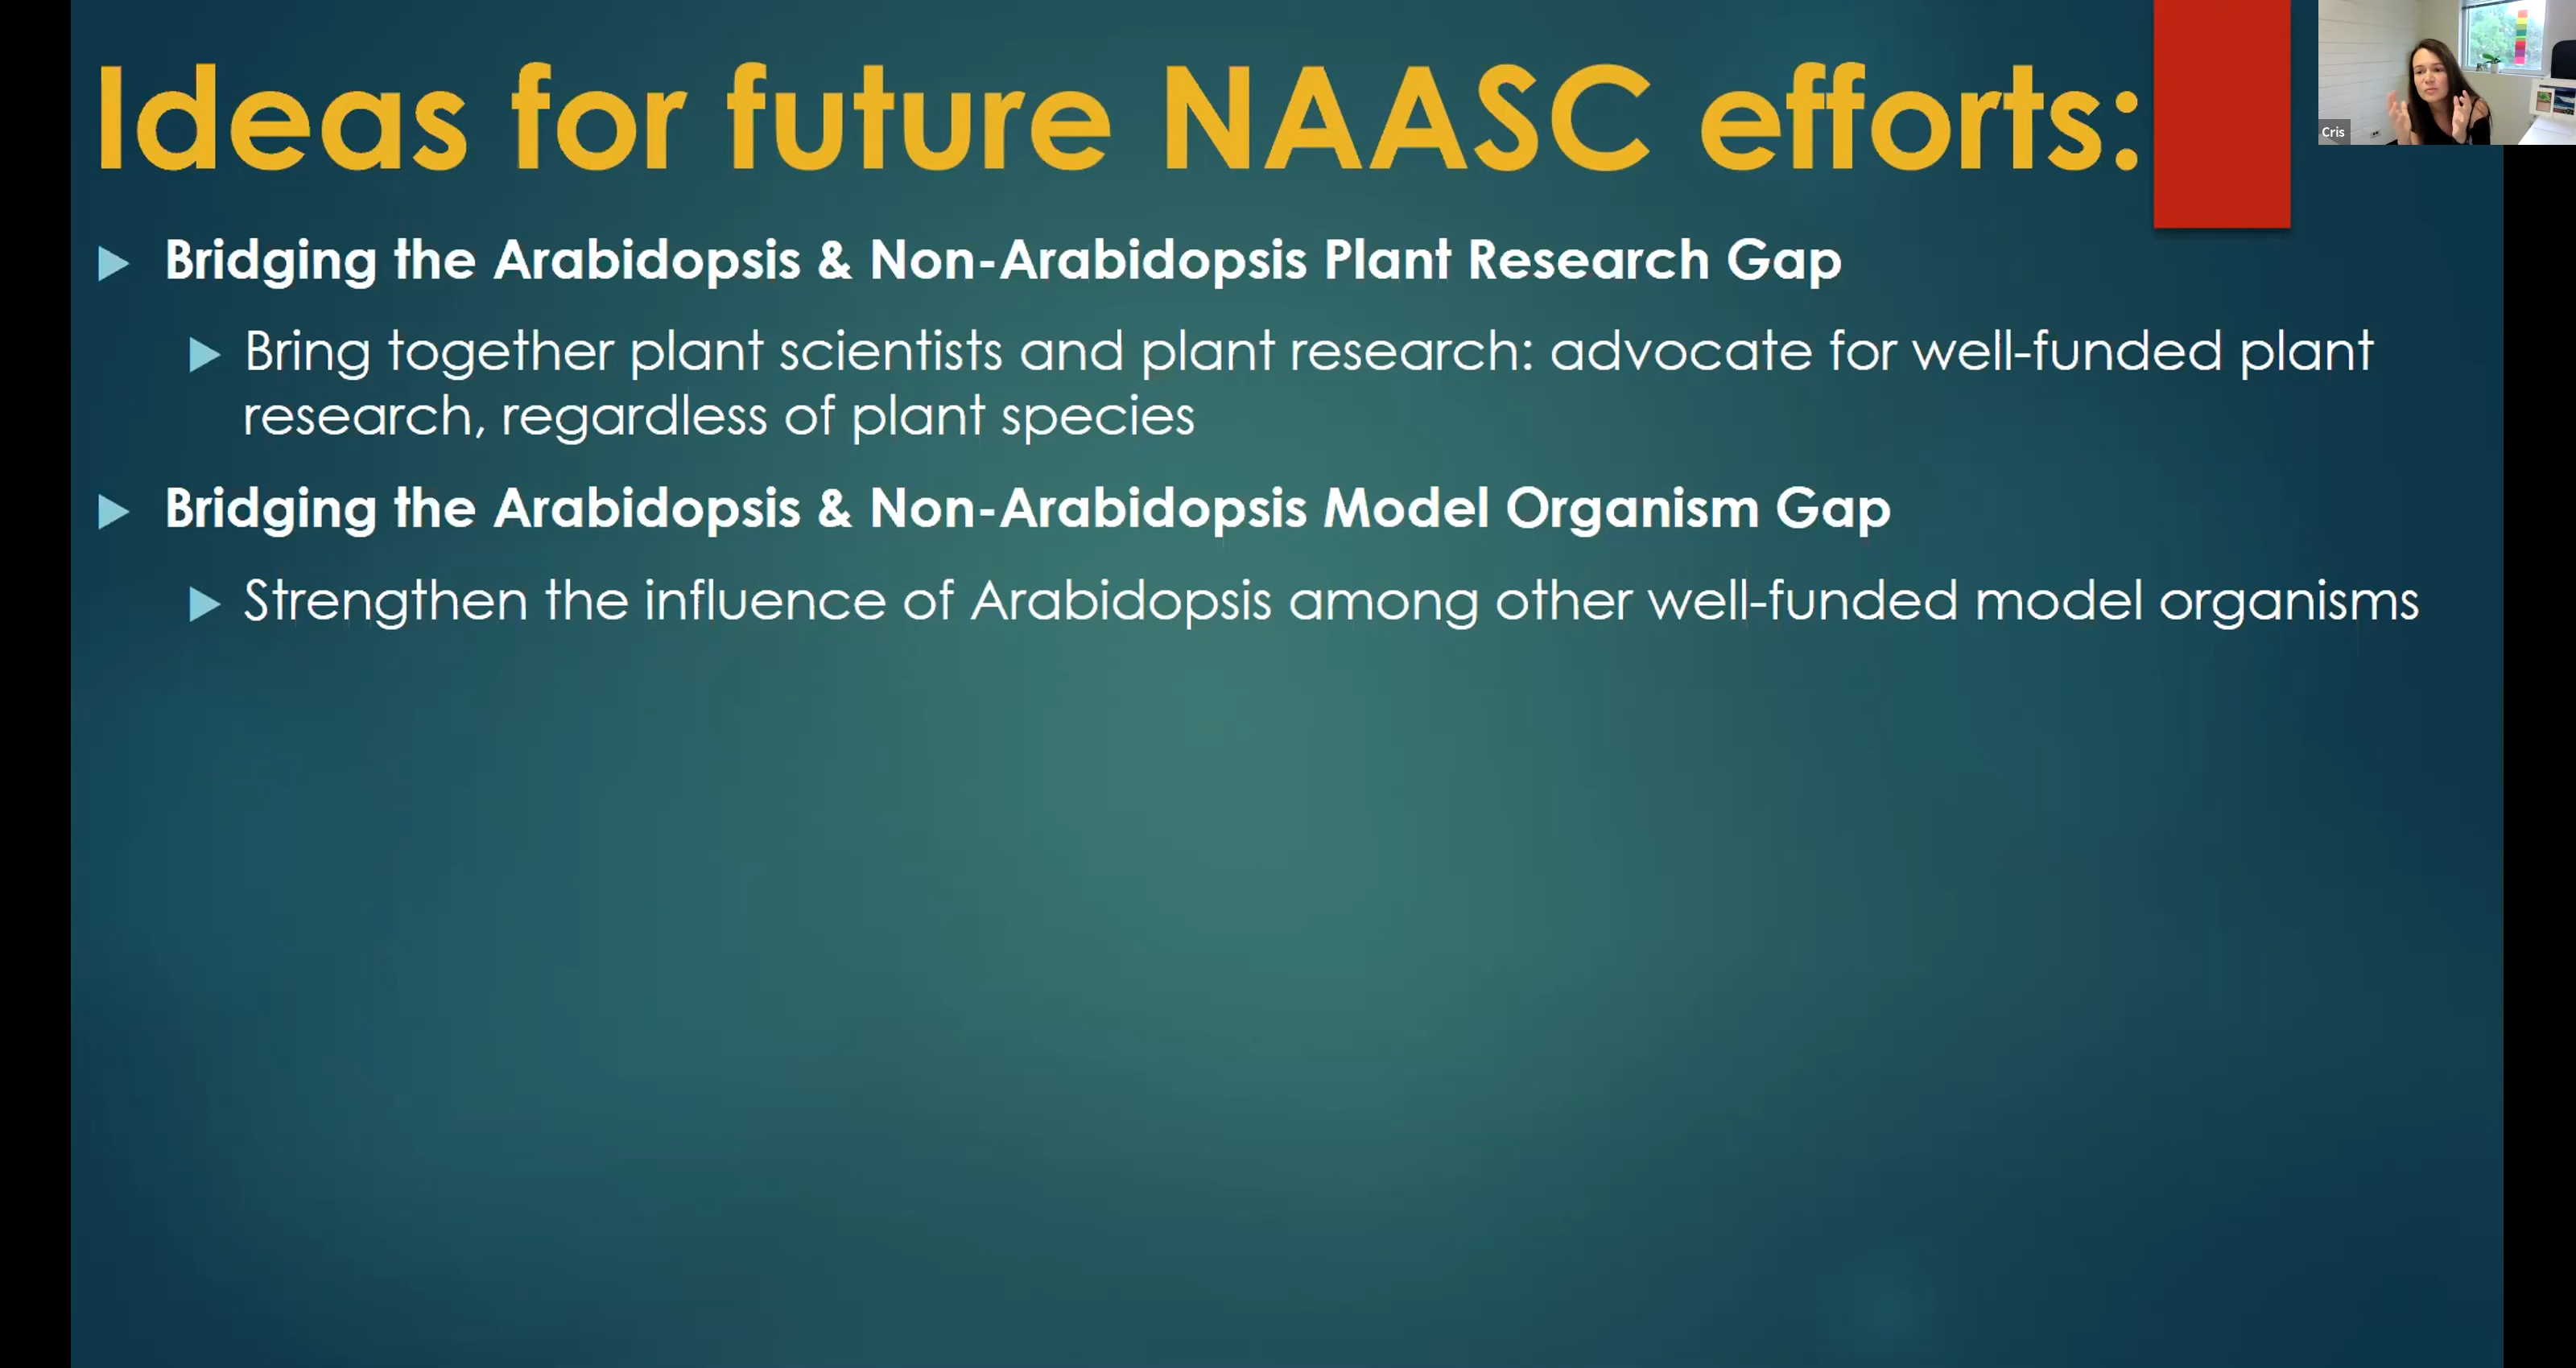 Ideas for future NAASC efforts:
Cris
Bridging the Arabidopsis & Non-Arabidopsis Plant Research Gap
Bring together plant scientists and plant research: advocate for well-funded plant
research, regardless of plant species
Bridging the Arabidopsis & Non-Arabidopsis Model Organism Gap
Strengthen the influence of Arabidopsis among other well-funded model organisms